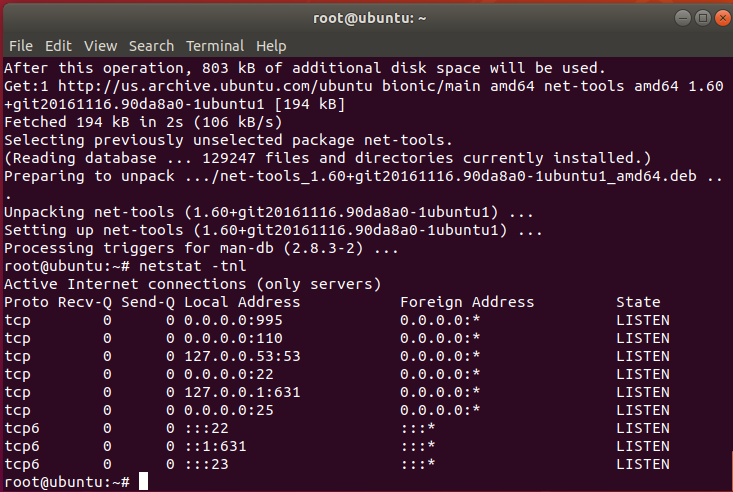 root@ubuntu: ~
File Edit View Search Terminal Help
After this operation, 803 kB of additional disk space will be used.
Get:1 http://us.archive.ubuntu.com/ubuntu bionic/main amd64 net-tools amd64 1.60
+git20161116.90da8a0-1ubuntu1 [194 kB]
Fetched 194 kB in 2s (106 kB/s)
Selecting previously unselected package net-tools.
(Reading database ... 129247 files and directories currently installed.)
Preparing to unpack .../net-tools_1.60+git20161116.90da8a0-1ubuntu1_amd64.deb ..
.
Unpacking net-tools (1.60+git20161116.90da8a0-1ubuntu1) ...
Setting up net-tools (1.60+git20161116.90da8a0-1ubuntu1) ...
Processing triggers for man-db (2.8.3-2) ...
root@ubuntu:~# netstat -tnl
Active Internet connections (only servers)
Proto Recv-Q Send-Q Local Address           Foreign Address         State
tcp        0      0 0.0.0.0:995             0.0.0.0:*               LISTEN
tcp        0      0 0.0.0.0:110             0.0.0.0:*               LISTEN
tcp        0      0 127.0.0.53:53           0.0.0.0:*               LISTEN
tcp        0      0 0.0.0.0:22              0.0.0.0:*               LISTEN
tcp        0      0 127.0.0.1:631           0.0.0.0:*               LISTEN
tcp        0      0 0.0.0.0:25              0.0.0.0:*               LISTEN
tcp6       0      0 :::22                   :::*                    LISTEN
tcp6       0      0 ::1:631                 :::*                    LISTEN
tcp6       0      0 :::23                   :::*                    LISTEN
root@ubuntu:~#